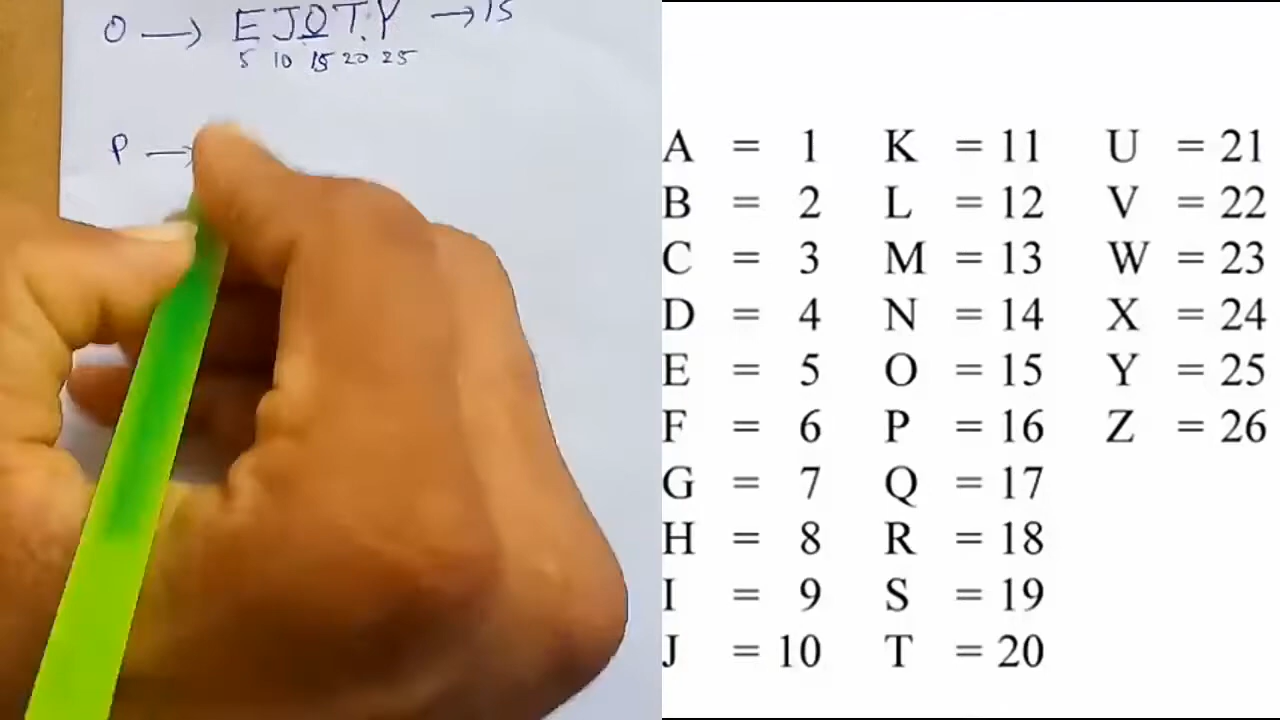 O → EJOTY → 15
5 10 15 20 25
P →
A = 1 K = 11 U = 21
B = 2 L = 12 V = 22
C = 3 M = 13 W = 23
D = 4 N = 14 X = 24
E = 5 O = 15 Y = 25
F = 6 P = 16 Z = 26
G = 7 Q = 17
H = 8 R = 18
I = 9 S = 19
J = 10 T = 20